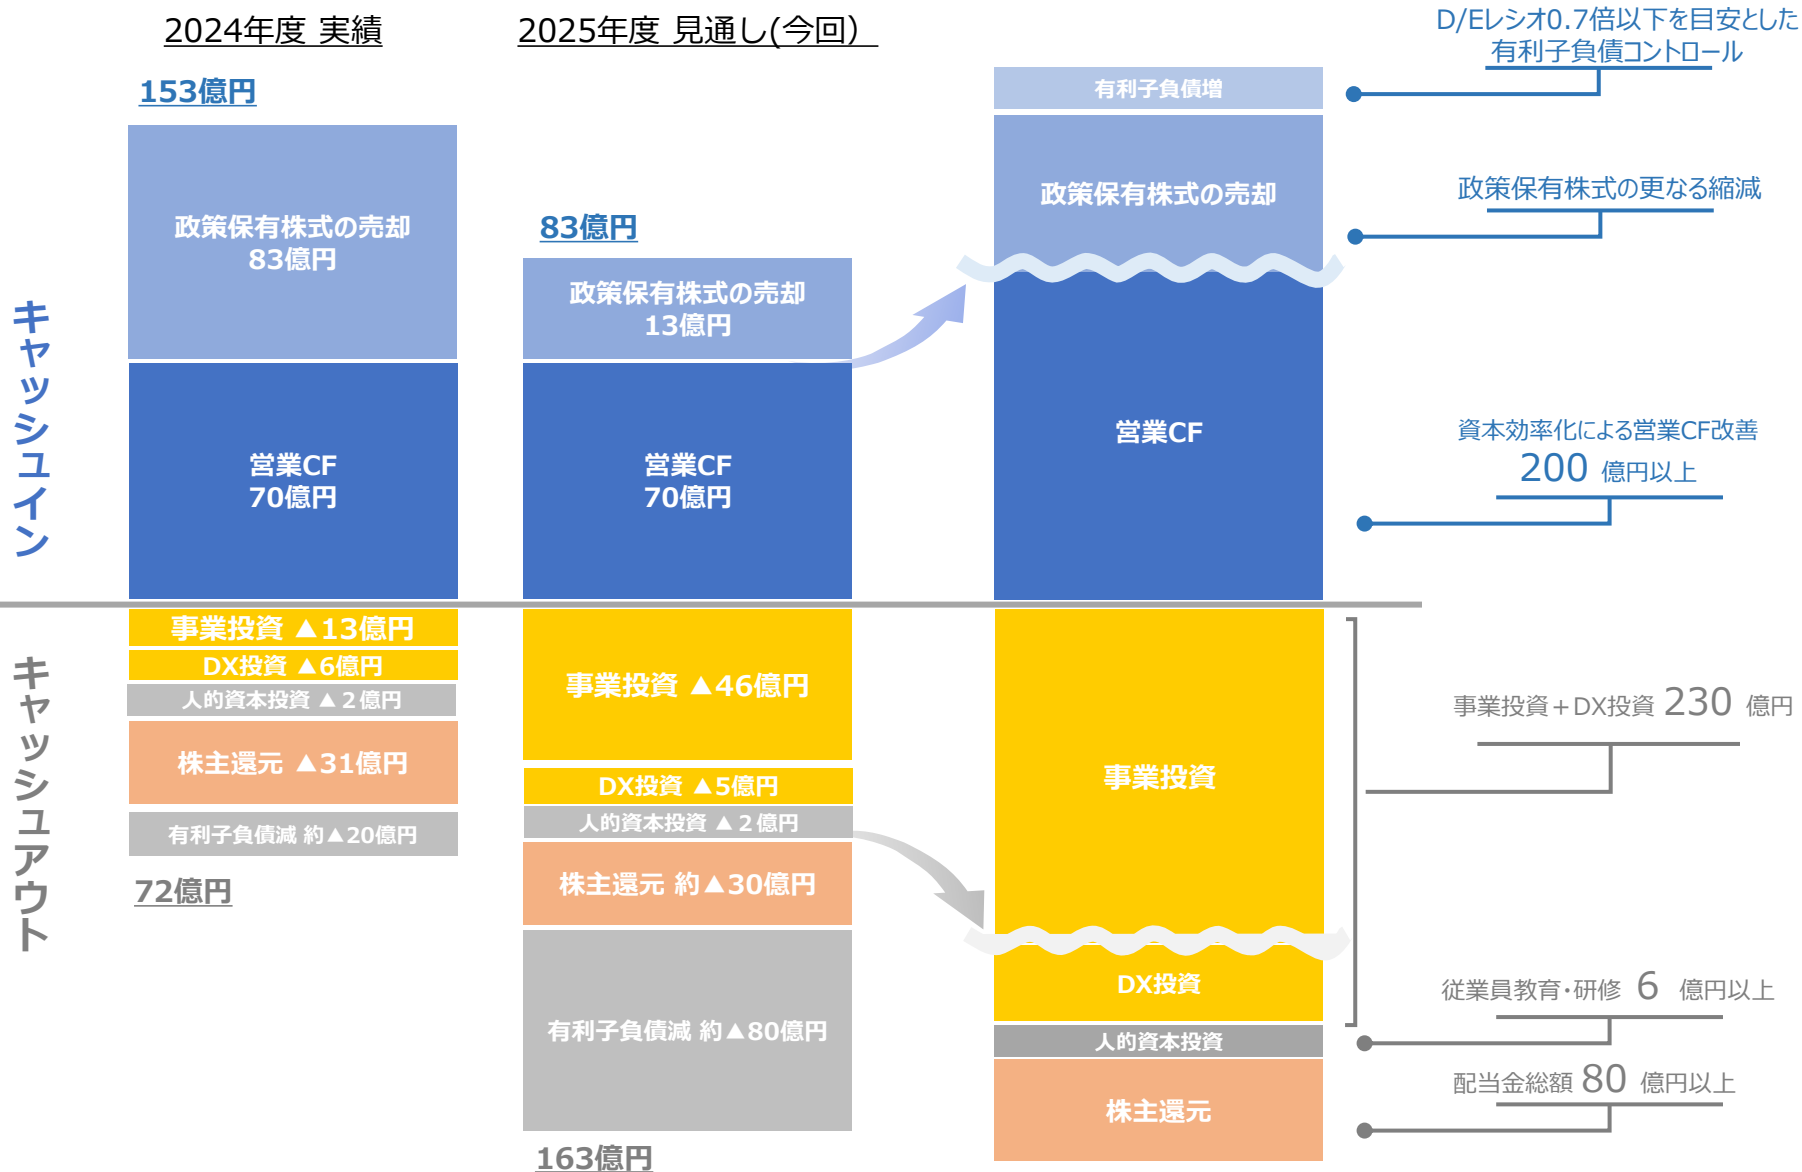 2024年度 実績
2025年度 見通し(今回）
153億円
政策保有株式の売却
83億円
営業CF
70億円
83億円
政策保有株式の売却
13億円
営業CF
70億円
有利子負債増
政策保有株式の売却
営業CF
D/Eレシオ0.7倍以下を目安とした
有利子負債コントロール
政策保有株式の更なる縮減
資本効率化による営業CF改善
200 億円以上
キャッシュイン
キャッシュアウト
事業投資 ▲13億円
DX投資 ▲6億円
人的資本投資 ▲２億円
株主還元 ▲31億円
有利子負債減 約▲20億円
72億円
事業投資 ▲46億円
DX投資 ▲5億円
人的資本投資 ▲２億円
株主還元 約▲30億円
有利子負債減 約▲80億円
163億円
事業投資
DX投資
人的資本投資
株主還元
事業投資＋DX投資 230 億円
従業員教育・研修 6 億円以上
配当金総額 80 億円以上